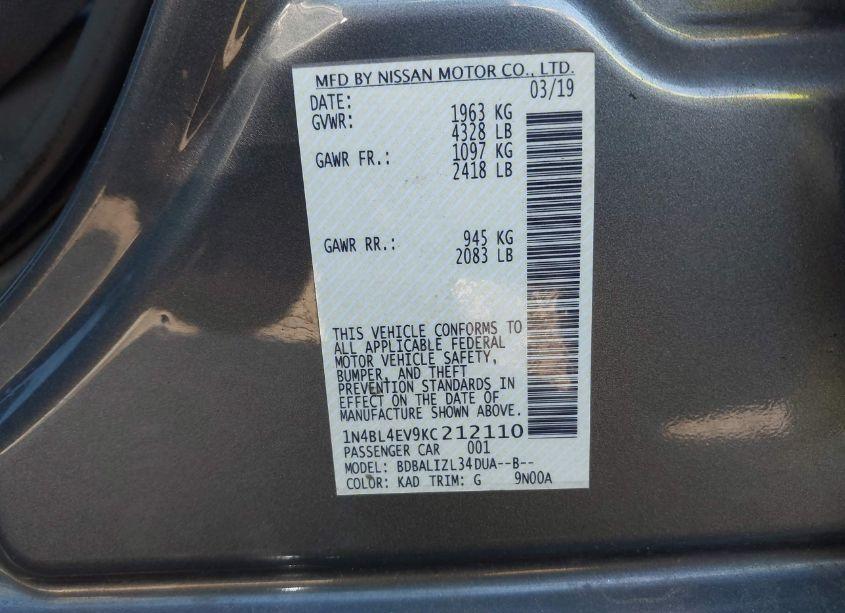 MFD BY NISSAN MOTOR CO., LTD.
DATE: 03/19
GVWR: 1963 KG
4328 LB
GAWR FR.: 1097 KG
2418 LB
GAWR RR.: 945 KG
2083 LB
THIS VEHICLE CONFORMS TO
ALL APPLICABLE FEDERAL
MOTOR VEHICLE SAFETY,
BUMPER, AND THEFT
PREVENTION STANDARDS IN
EFFECT ON THE DATE OF
MANUFACTURE SHOWN ABOVE.
1N4BL4EV9KC212110
PASSENGER CAR 001
MODEL: BDBALIZL34DUA--B--
COLOR: KAD TRIM: G 9N00A